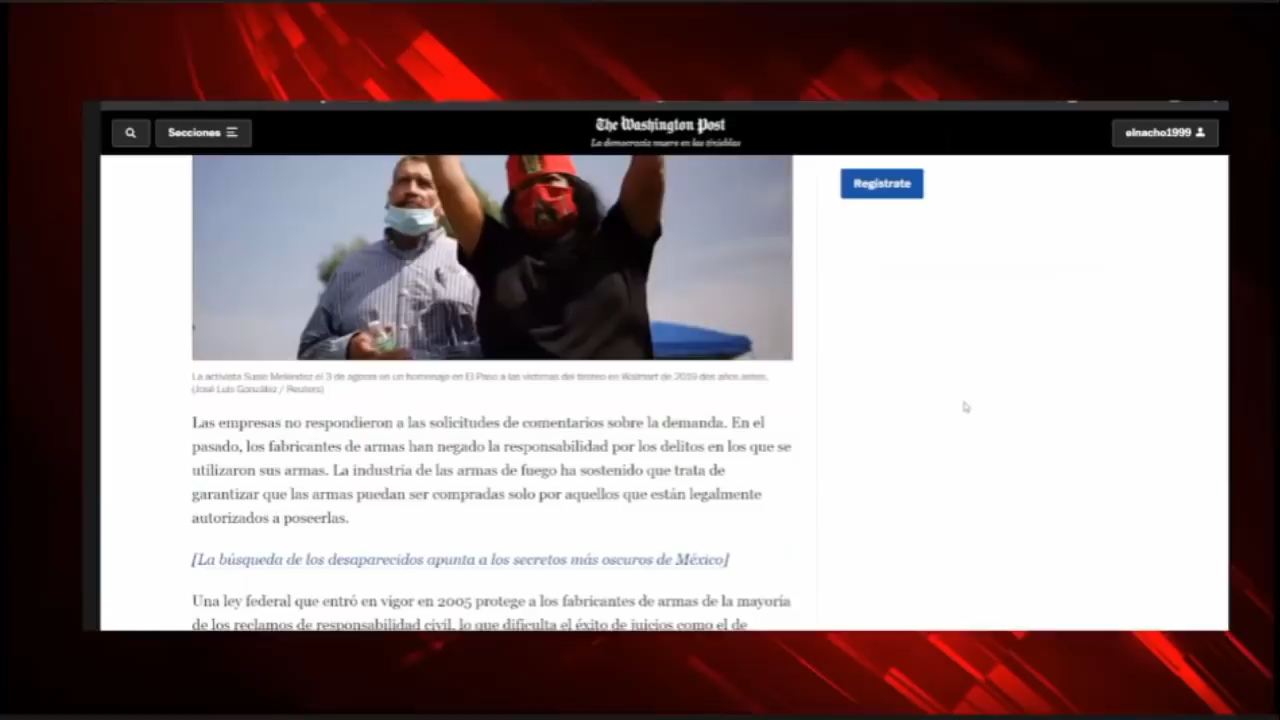 Secciones
The Washington Post
La democracia muere en las tinieblas
elnacho1999
Regístrate
La activista Susie Meléndez el 3 de agosto en un homenaje en El Paso a las víctimas del tiroteo en Walmart de 2019 dos años antes.
(José Luis González / Reuters)
Las empresas no respondieron a las solicitudes de comentarios sobre la demanda. En el
pasado, los fabricantes de armas han negado la responsabilidad por los delitos en los que se
utilizaron sus armas. La industria de las armas de fuego ha sostenido que trata de
garantizar que las armas puedan ser compradas solo por aquellos que están legalmente
autorizados a poseerlas.
[La búsqueda de los desaparecidos apunta a los secretos más oscuros de México]
Una ley federal que entró en vigor en 2005 protege a los fabricantes de armas de la mayoría
de los reclamos de responsabilidad civil, lo que dificulta el éxito de juicios como el de